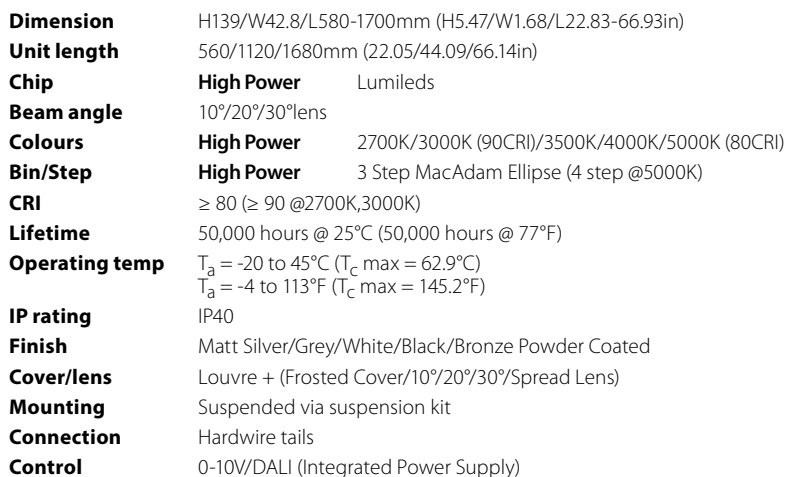 Dimension H139/W42.8/L580-1700mm (H5.47/W1.68/L22.83-66.93in)
Unit length 560/1120/1680mm (22.05/44.09/66.14in)
Chip High Power Lumileds
Beam angle 10°/20°/30°lens
Colours High Power 2700K/3000K (90CRI)/3500K/4000K/5000K (80CRI)
Bin/Step High Power 3 Step MacAdam Ellipse (4 step @5000K)
CRI ≥ 80 (≥ 90 @2700K,3000K)
Lifetime 50,000 hours @ 25°C (50,000 hours @ 77°F)
Operating temp Ta = -20 to 45°C (TC max = 62.9°C)
Ta = -4 to 113°F (TC max = 145.2°F)
IP rating IP40
Finish Matt Silver/Grey/White/Black/Bronze Powder Coated
Cover/lens Louvre + (Frosted Cover/10°/20°/30°/Spread Lens)
Mounting Suspended via suspension kit
Connection Hardwire tails
Control 0-10V/DALI (Integrated Power Supply)